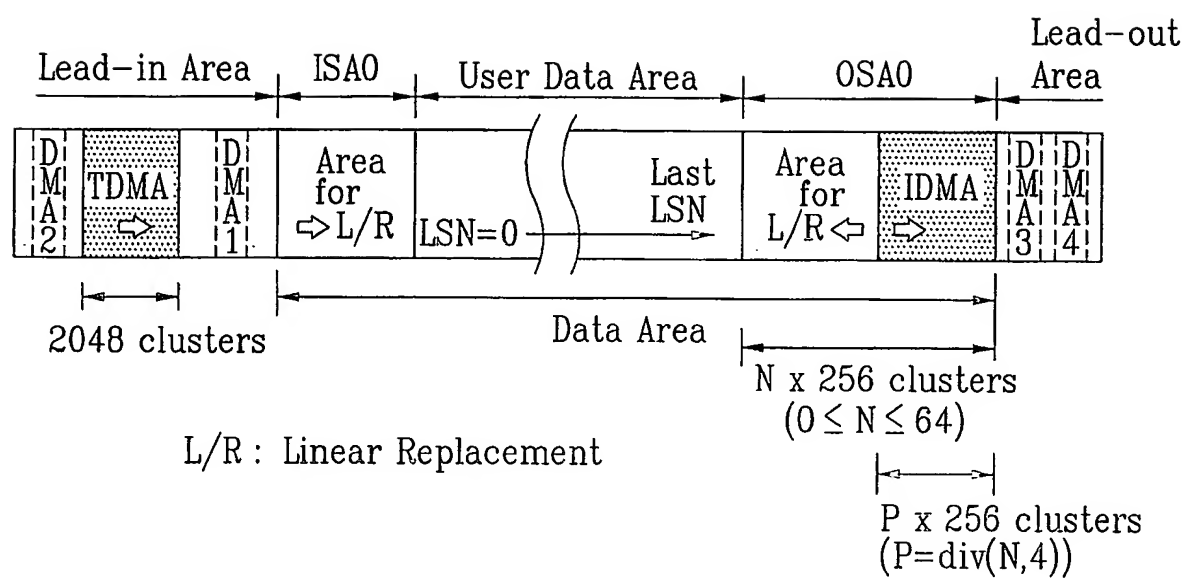 Lead-in Area
ISA0
User Data Area
OSA0
Lead-out
Area
DMA2
TDMA
DMA1
Area
for
L/R
LSN=0
Last
LSN
Area
for
L/R
IDMA
DMA3
DMA4
2048 clusters
Data Area
N x 256 clusters
(0 ≤ N ≤ 64)
L/R : Linear Replacement
P x 256 clusters
(P=div(N,4))